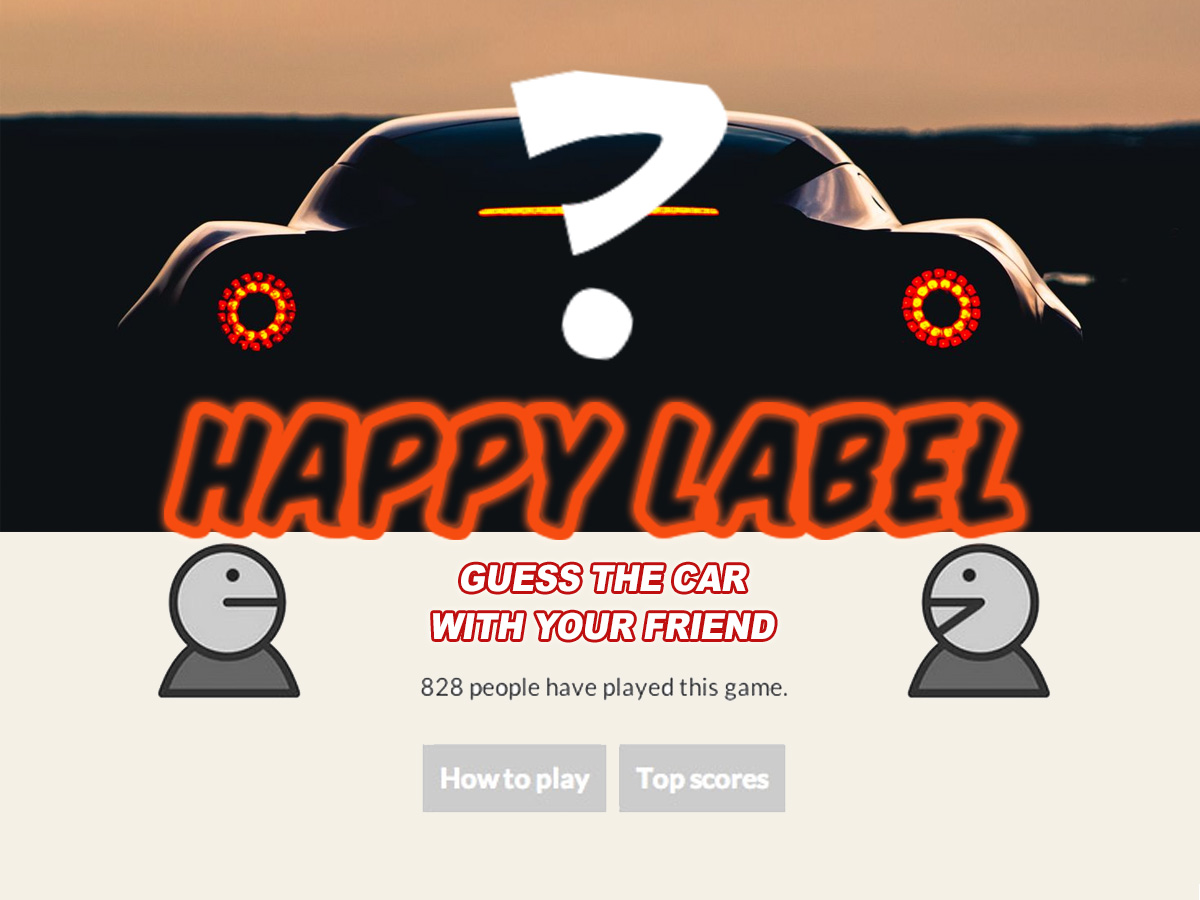 ?
HAPPY LABEL
GUESS THE CAR
WITH YOUR FRIEND
828 people have played this game.
How to play
Top scores